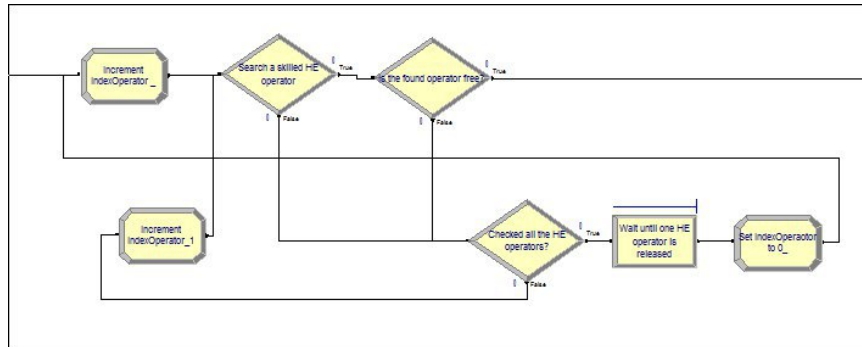 Increment
IndexOperator _
Search a skilled HE
operator
True
False
Is the found operator free?
True
False
Increment
IndexOperator_1
Checked all the HE
operators?
True
False
Wait until one HE
operator is
released
Set IndexOperaotor
to 0_